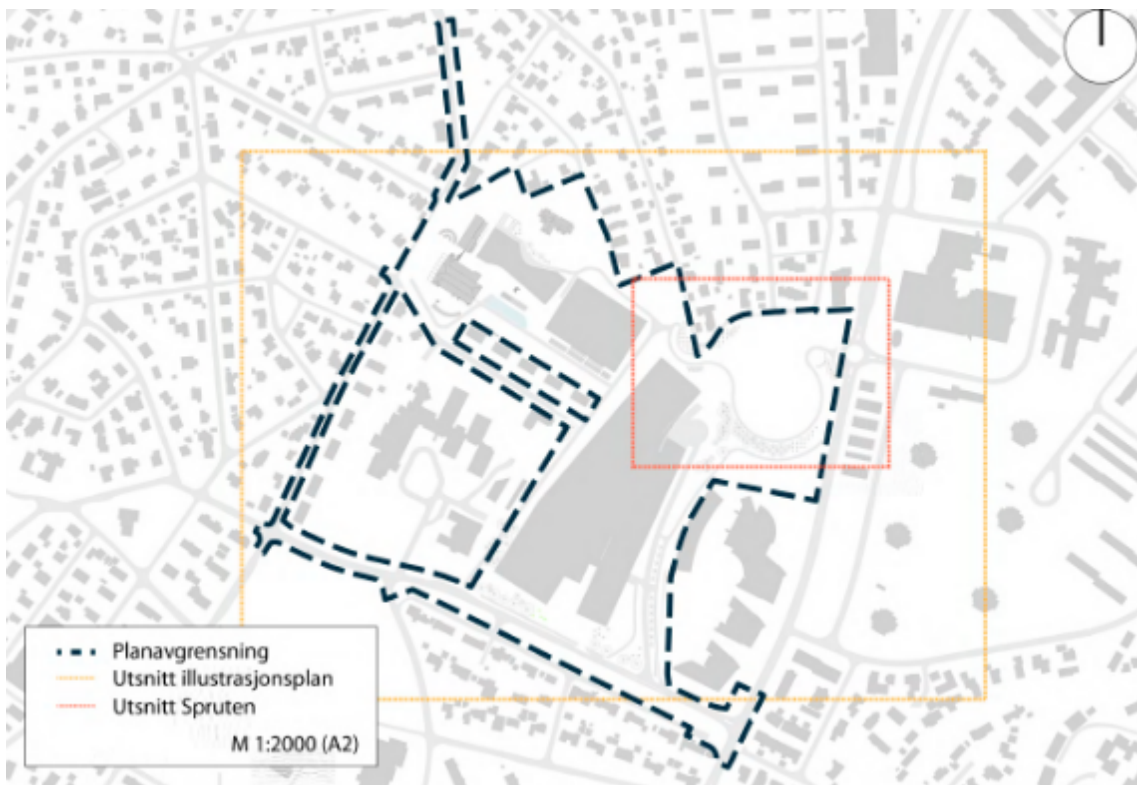 Planavgrensning
Utsnitt illustrasjonsplan
Utsnitt Spruten
M 1:2000 (A2)